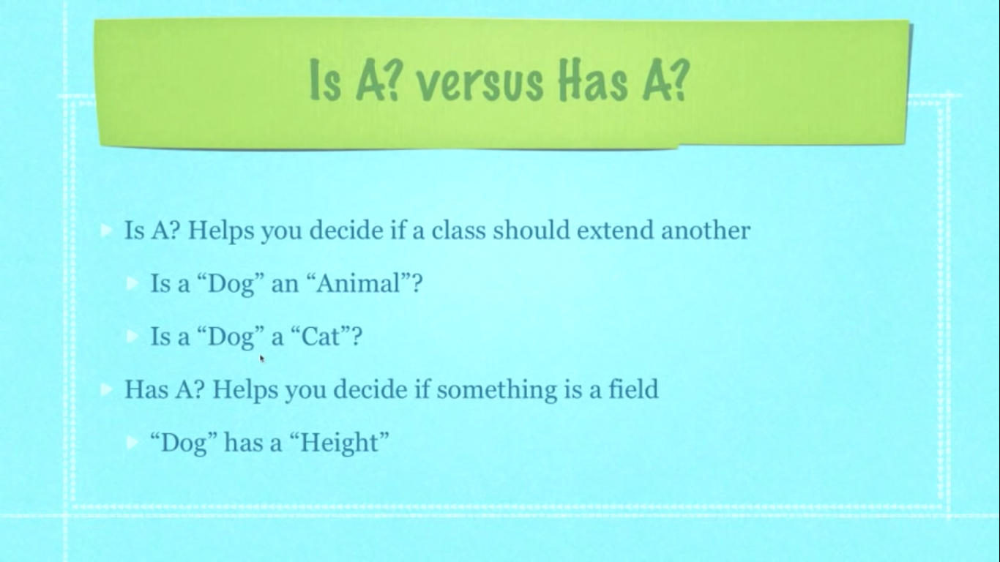 Is A? versus Has A?
Is A? Helps you decide if a class should extend another
Is a “Dog” an “Animal”?
Is a “Dog” a “Cat”?
Has A? Helps you decide if something is a field
“Dog” has a “Height”